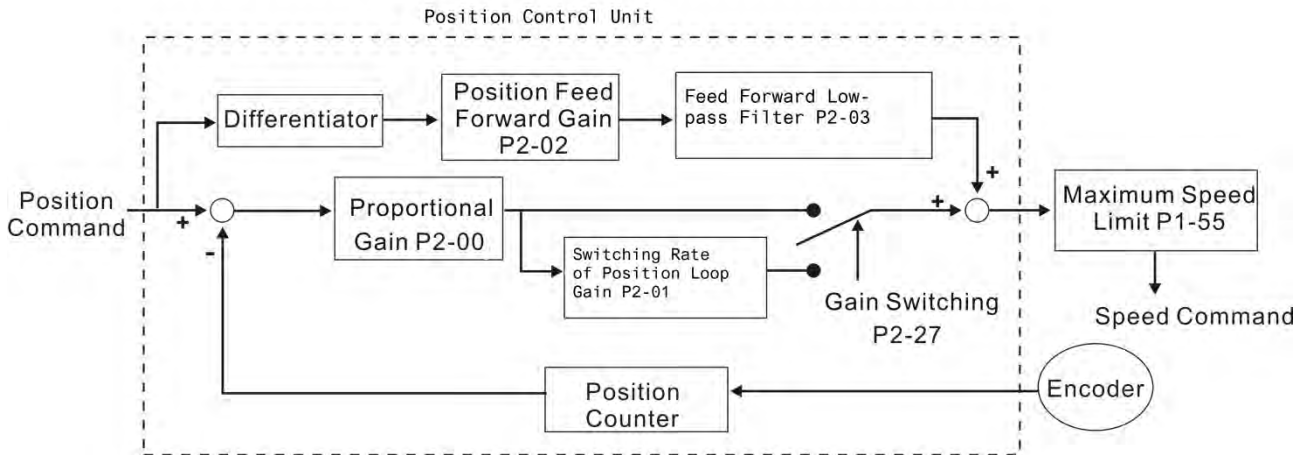 Position Control Unit
Differentiator
Position Feed
Forward Gain
P2-02
Feed Forward Low-
pass Filter P2-03
Position
Command
+
-
Proportional
Gain P2-00
Switching Rate
of Position Loop
Gain P2-01
Gain Switching
P2-27
+
+
Maximum Speed
Limit P1-55
Speed Command
Position
Counter
Encoder